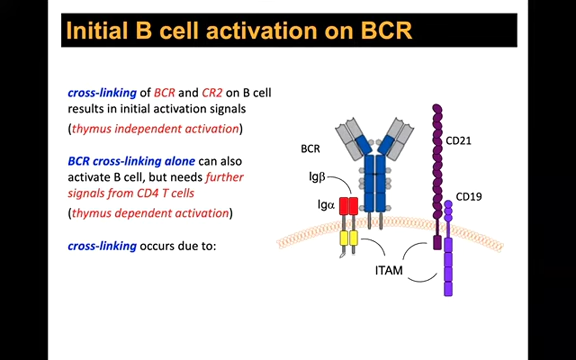 Initial B cell activation on BCR
cross-linking of BCR and CR2 on B cell
results in initial activation signals
(thymus independent activation)
BCR cross-linking alone can also
activate B cell, but needs further
signals from CD4 T cells
(thymus dependent activation)
cross-linking occurs due to:
BCR
Igβ
Igα
CD21
CD19
ITAM